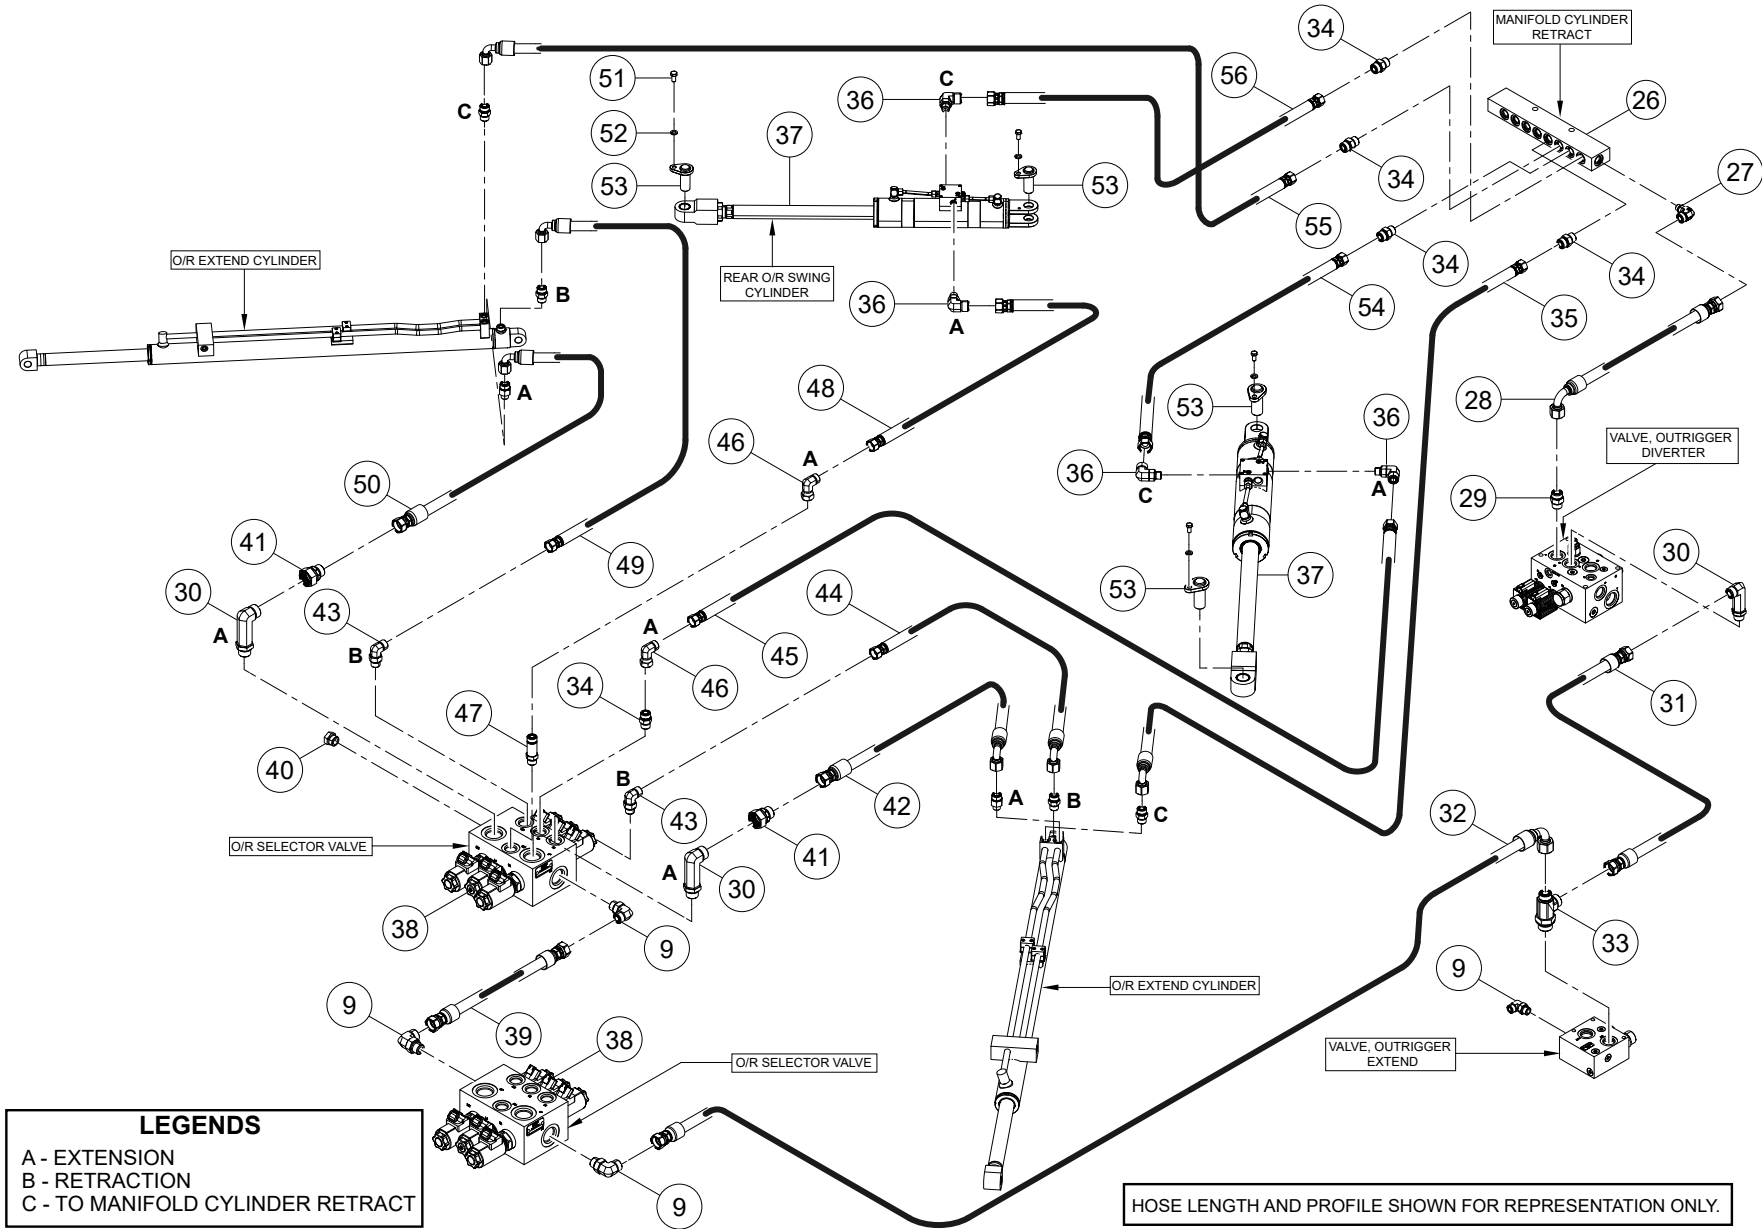 34
MANIFOLD CYLINDER
RETRACT
51
C
36
56
26
C
52
37
34
27
53
53
55
O/R EXTEND CYLINDER
REAR O/R SWING
CYLINDER
34
34
B
36
A
54
35
A
48
53
36
28
46
A
VALVE, OUTRIGGER
DIVERTER
50
36
C
A
29
41
49
30
30
43
44
53
37
A
B
A
45
34
46
31
47
40
B
A
B
C
42
43
32
O/R SELECTOR VALVE
41
A
30
38
9
33
9
O/R EXTEND CYLINDER
9
39
38
VALVE, OUTRIGGER
EXTEND
O/R SELECTOR VALVE
LEGENDS
A - EXTENSION
B - RETRACTION
C - TO MANIFOLD CYLINDER RETRACT
9
HOSE LENGTH AND PROFILE SHOWN FOR REPRESENTATION ONLY.